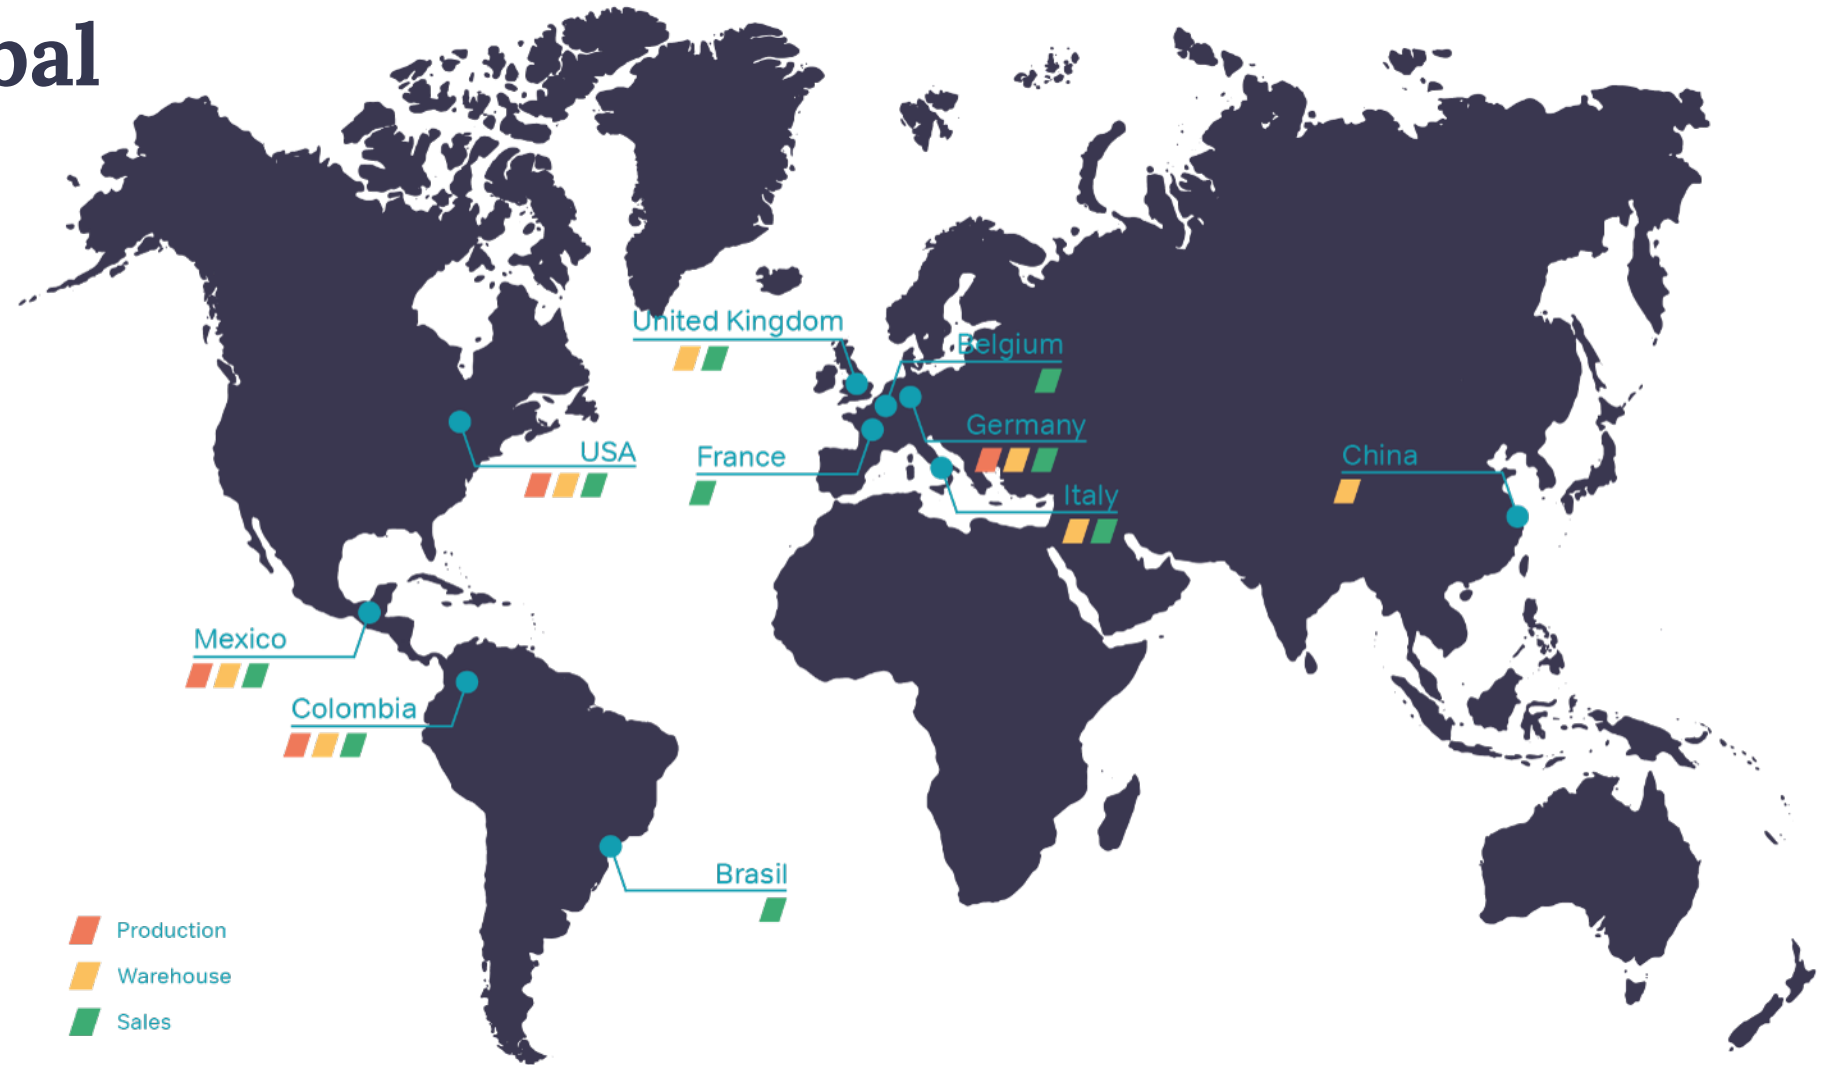 bal
United Kingdom
Belgium
Germany
USA
France
China
Italy
Mexico
Colombia
Brasil
Production
Warehouse
Sales